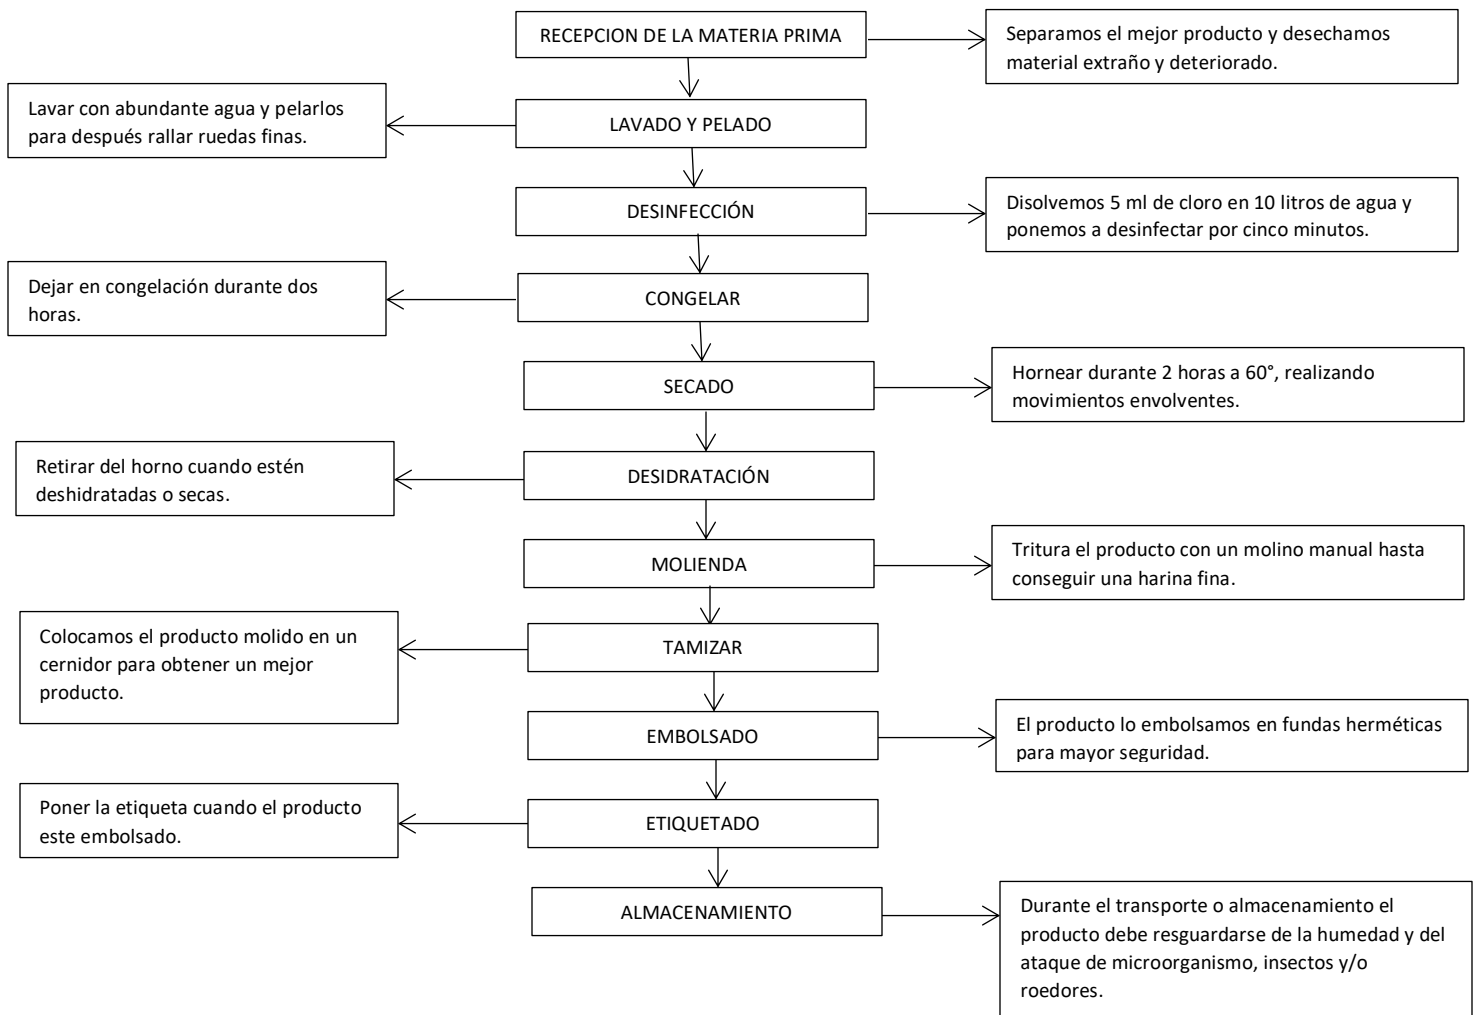 RECEPCION DE LA MATERIA PRIMA
Separamos el mejor producto y desechamos
material extraño y deteriorado.
LAVADO Y PELADO
Lavar con abundante agua y pelarlos
para después rallar ruedas finas.
DESINFECCIÓN
Disolvemos 5 ml de cloro en 10 litros de agua y
ponemos a desinfectar por cinco minutos.
CONGELAR
Dejar en congelación durante dos
horas.
SECADO
Hornear durante 2 horas a 60°, realizando
movimientos envolventes.
DESIDRATACIÓN
Retirar del horno cuando estén
deshidratadas o secas.
MOLIENDA
Tritura el producto con un molino manual hasta
conseguir una harina fina.
TAMIZAR
Colocamos el producto molido en un
cernidor para obtener un mejor
producto.
EMBOLSADO
El producto lo embolsamos en fundas herméticas
para mayor seguridad.
ETIQUETADO
Poner la etiqueta cuando el producto
este embolsado.
ALMACENAMIENTO
Durante el transporte o almacenamiento el
producto debe resguardarse de la humedad y del
ataque de microorganismo, insectos y/o
roedores.